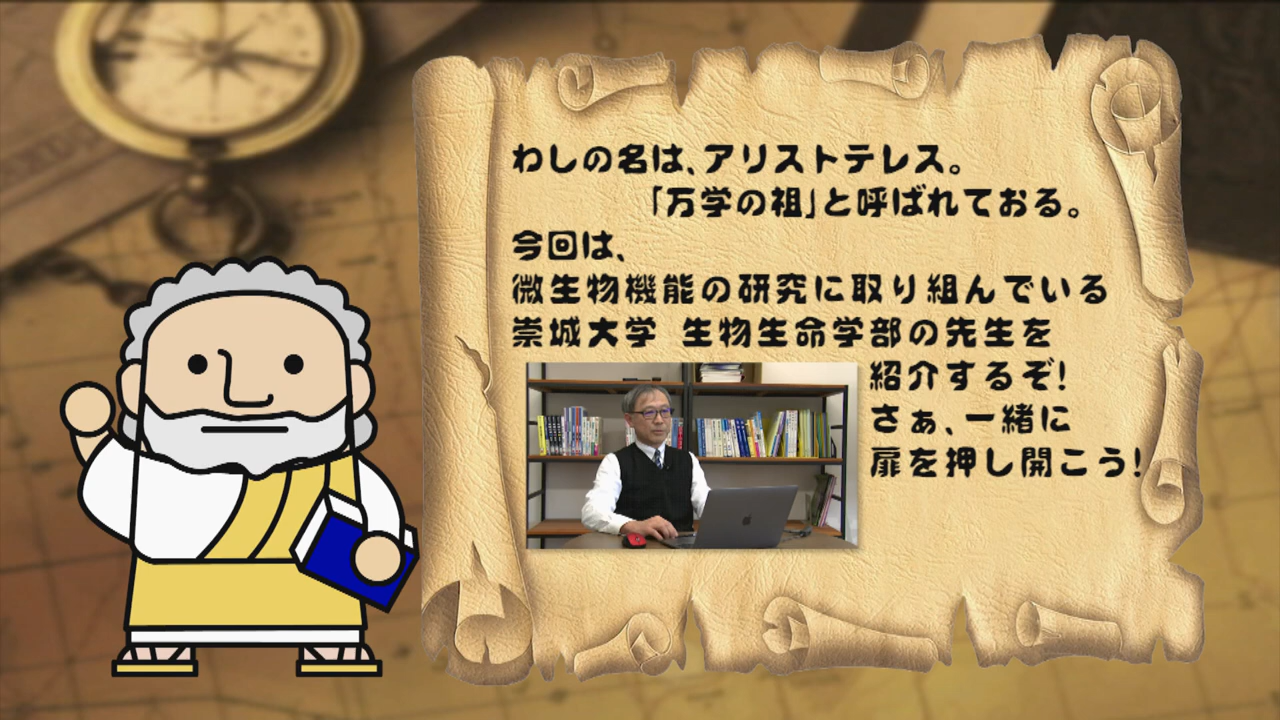 わしの名は、アリストテレス。
「万学の祖」と呼ばれておる。
今回は、
微生物機能の研究に取り組んでいる
崇城大学 生物生命学部の先生を
紹介するぞ!
さぁ、一緒に
扉を押し開こう!